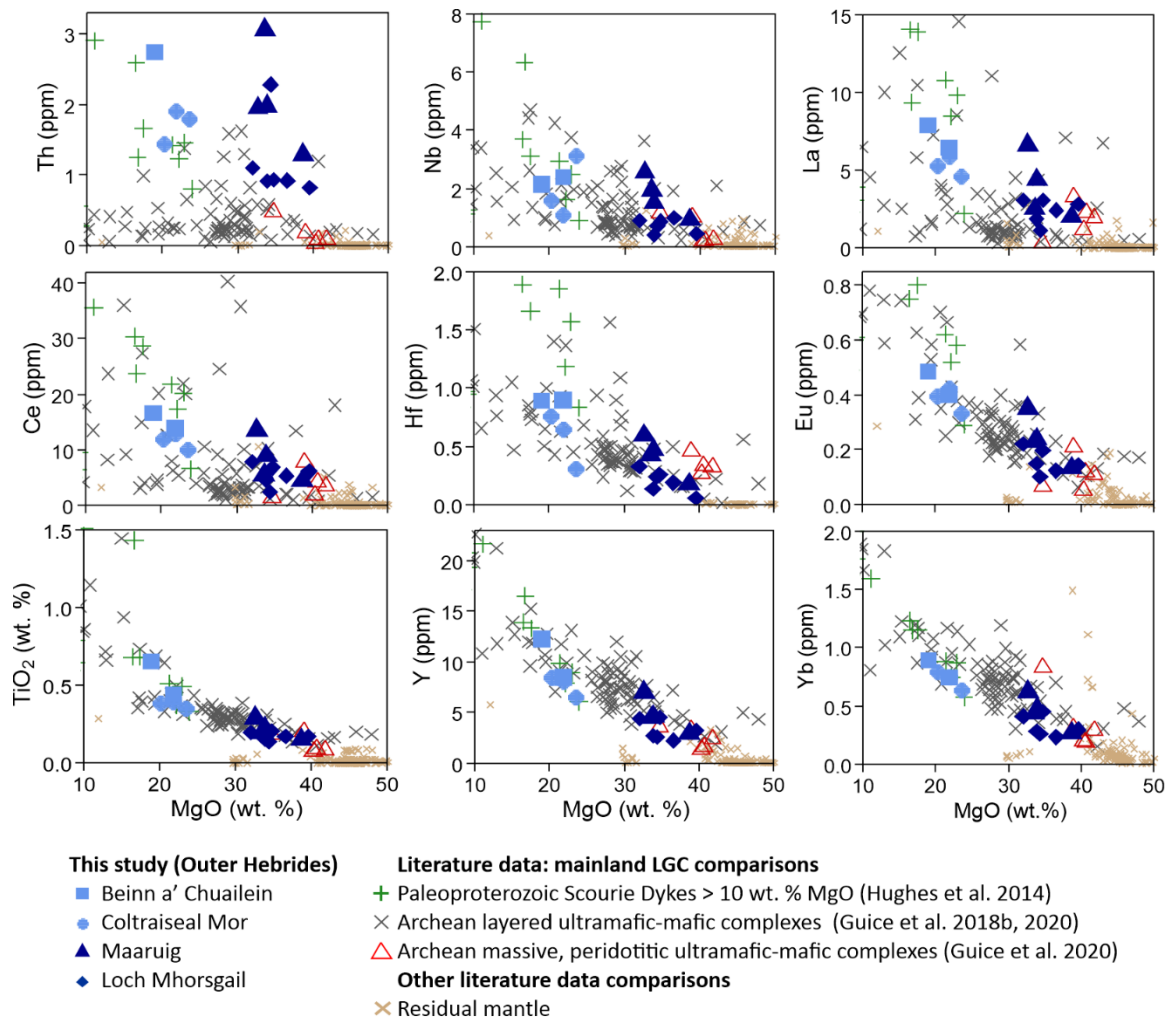 3
2
1
0
Th (ppm)
8
6
4
2
0
Nb (ppm)
15
10
5
0
La (ppm)
40
30
20
10
0
Ce (ppm)
2.0
1.5
1.0
0.5
0.0
Hf (ppm)
0.8
0.6
0.4
0.2
0.0
Eu (ppm)
1.5
1.0
0.5
0.0
TiO₂ (wt. %)
10 20 30 40 50
MgO (wt. %)
20
15
10
5
0
Y (ppm)
10 20 30 40 50
MgO (wt. %)
2.0
1.5
1.0
0.5
0.0
Yb (ppm)
10 20 30 40 50
MgO (wt.%)
This study (Outer Hebrides)
Beinn a’ Chuailein
Coltraiseal Mor
Maaruig
Loch Mhorsgail
Literature data: mainland LGC comparisons
Paleoproterozoic Scourie Dykes > 10 wt. % MgO (Hughes et al. 2014)
Archean layered ultramafic-mafic complexes (Guice et al. 2018b, 2020)
Archean massive, peridotitic ultramafic-mafic complexes (Guice et al. 2020)
Other literature data comparisons
Residual mantle